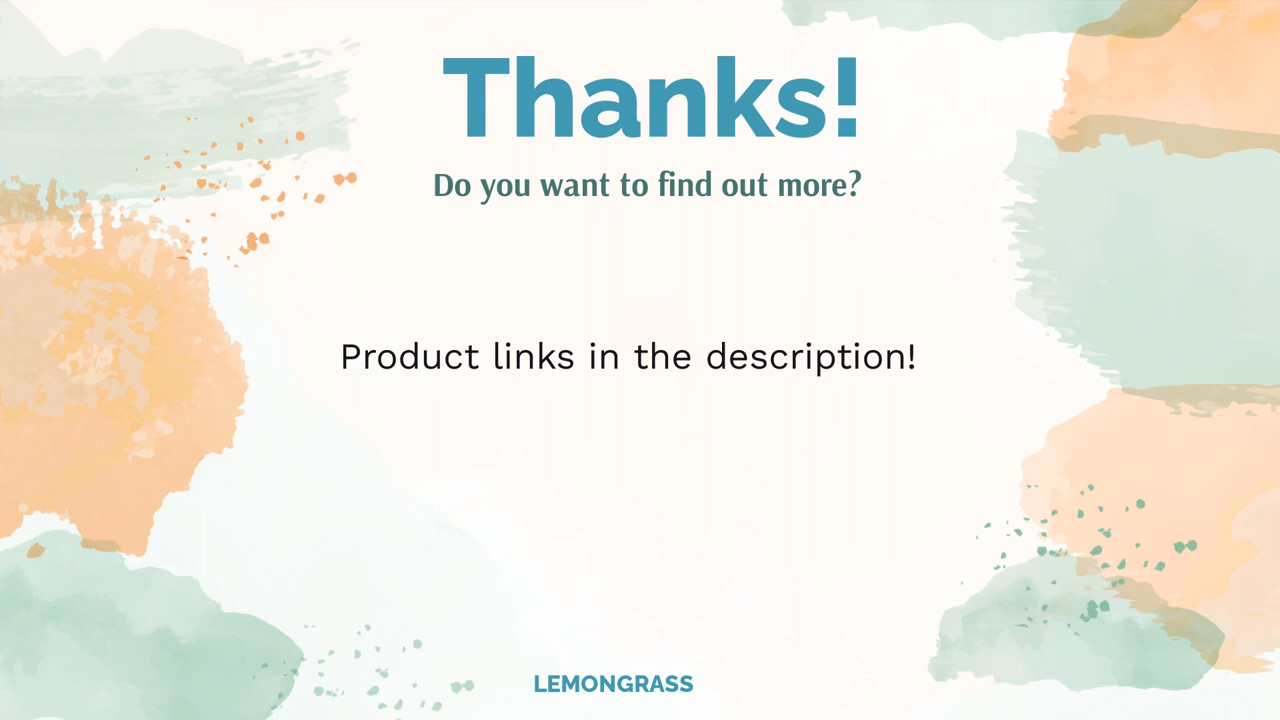 Thanks!
Do you want to find out more?
Product links in the description!
LEMONGRASS